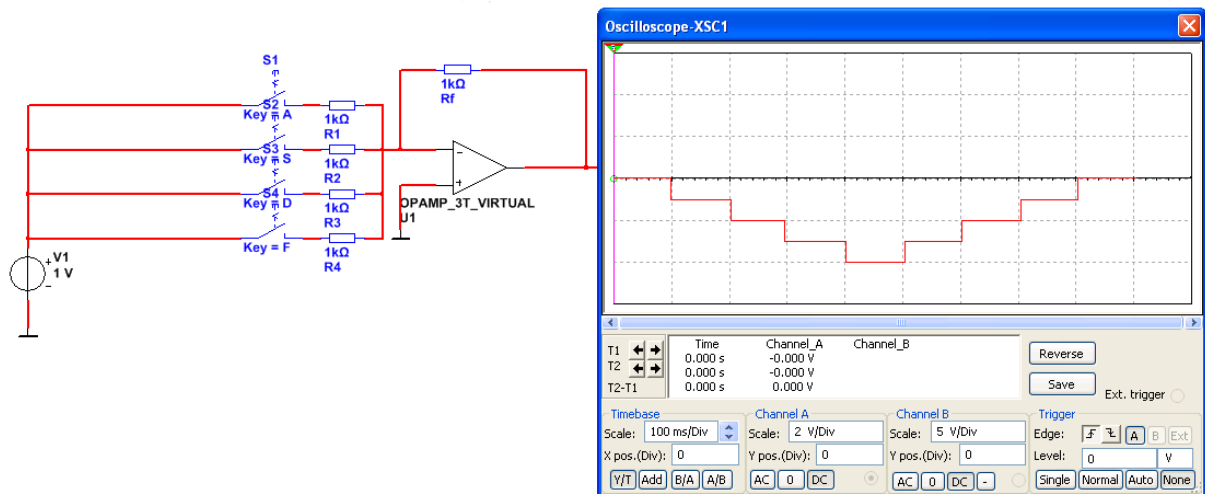 S1
S2
Key = A
1kΩ
R1
S3
Key = S
1kΩ
R2
S4
Key = D
1kΩ
R3
Key = F
1kΩ
R4
1kΩ
Rf
−
+
OPAMP_3T_VIRTUAL
U1
+
V1
1 V
−
Oscilloscope-XSC1
Time Channel_A Channel_B
T1 0.000 s -0.000 V
T2 0.000 s -0.000 V
T2-T1 0.000 s 0.000 V
Reverse
Save
Ext. trigger
Timebase
Scale: 100 ms/Div
X pos.(Div): 0
Y/T Add B/A A/B
Channel A
Scale: 2 V/Div
Y pos.(Div): 0
AC 0 DC
Channel B
Scale: 5 V/Div
Y pos.(Div): 0
AC 0 DC -
Trigger
Edge: A B Ext
Level: 0 V
Single Normal Auto None